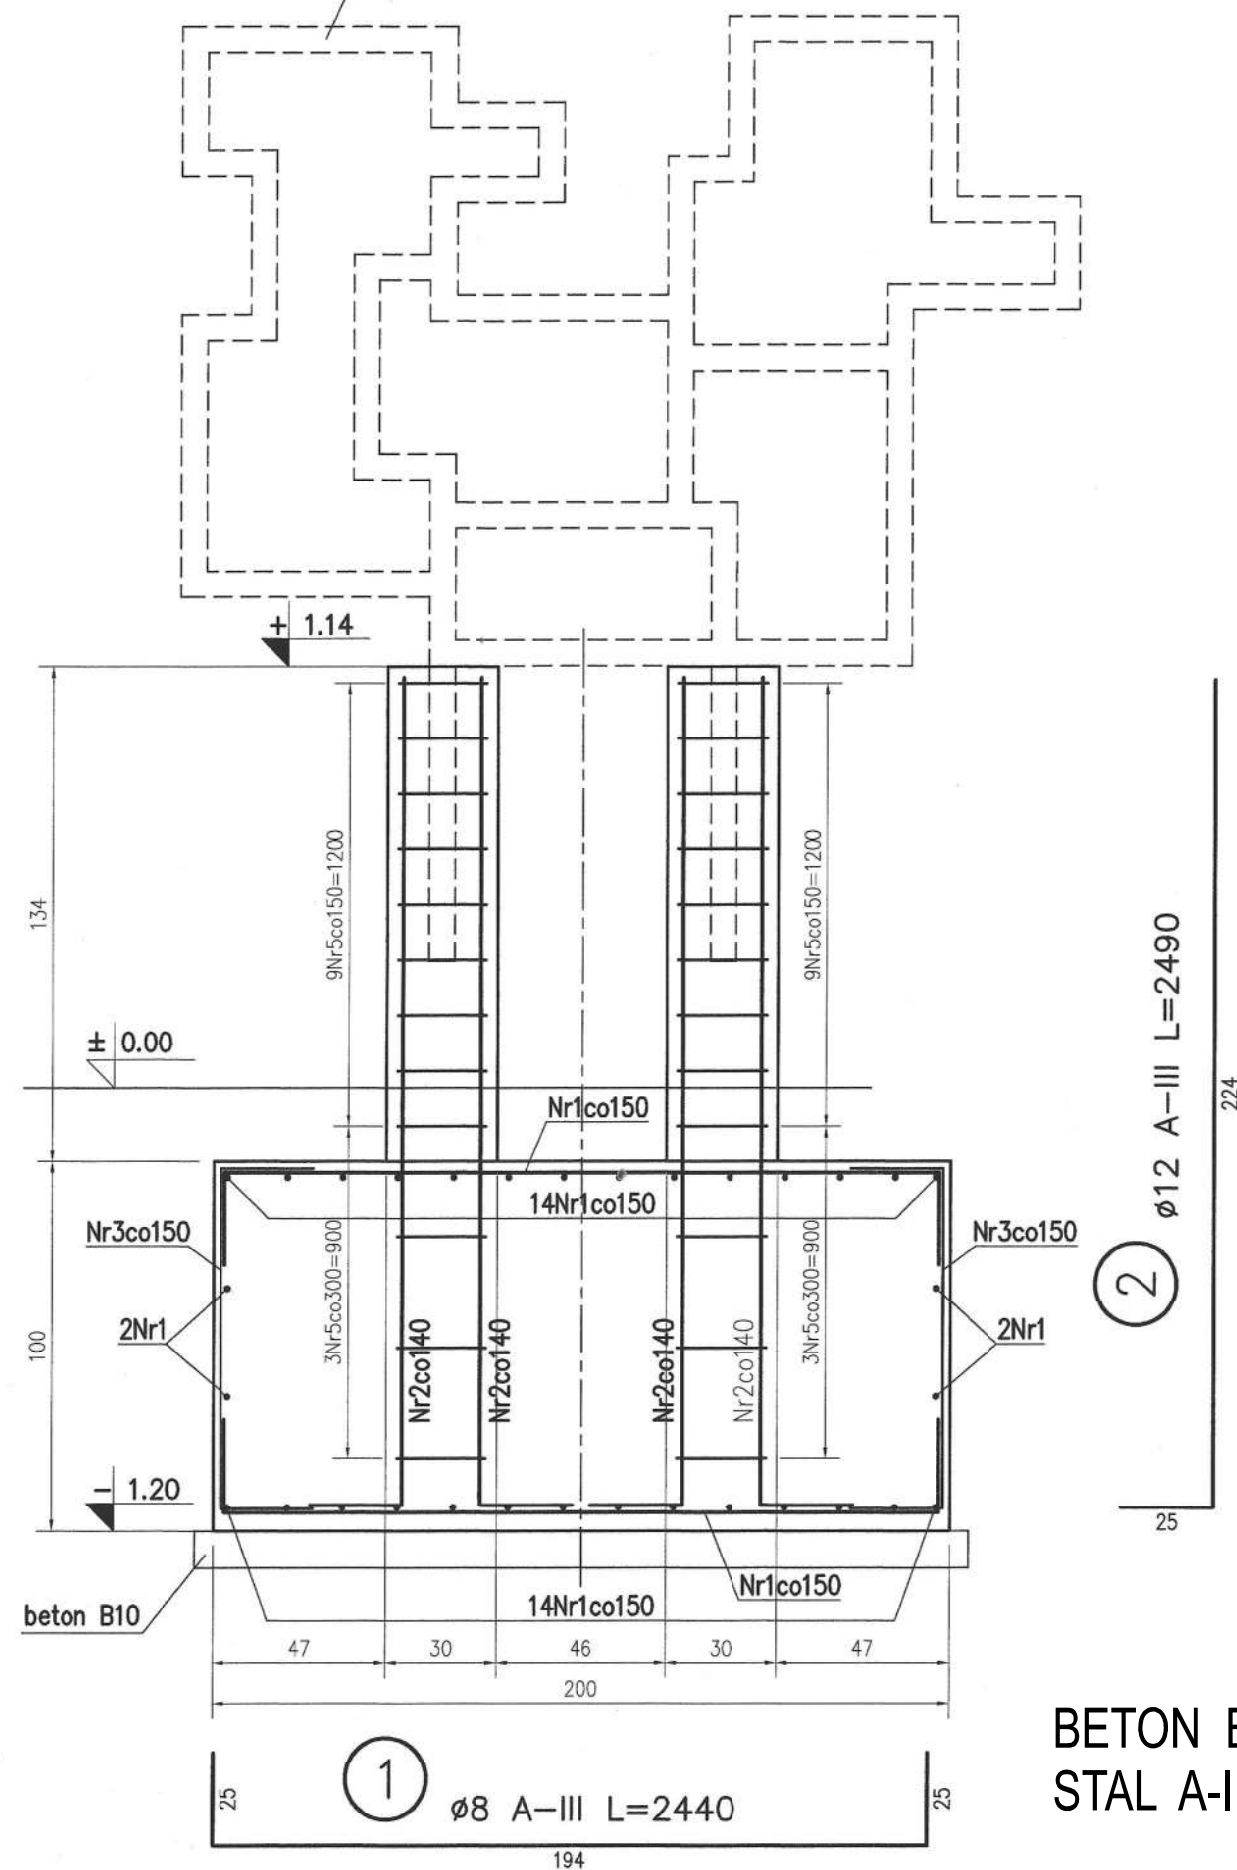 + 1.14
134
9Nr5co150=1200
9Nr5co150=1200
± 0.00
Nr1co150
14Nr1co150
Nr3co150
Nr3co150
2Nr1
2Nr1
100
3Nr5co300=900
Nr2co140
Nr2co140
Nr2co140
Nr2co140
3Nr5co300=900
ø12 A-III L=2490
224
2
25
- 1.20
beton B10
Nr1co150
14Nr1co150
47
30
46
30
47
200
BETON
STAL A-I
1
25
ø8 A-III L=2440
25
194